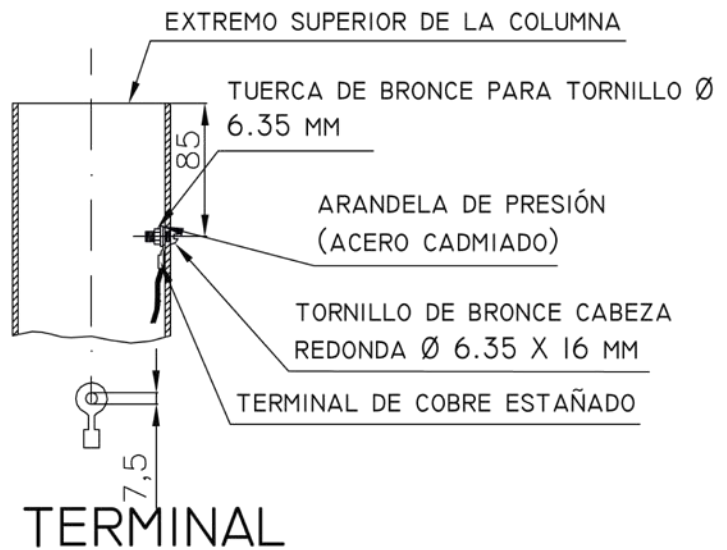 EXTREMO SUPERIOR DE LA COLUMNA
TUERCA DE BRONCE PARA TORNILLO Ø
6.35 MM
85
ARANDELA DE PRESIÓN
(ACERO CADMIADO)
TORNILLO DE BRONCE CABEZA
REDONDA Ø 6.35 X 16 MM
TERMINAL DE COBRE ESTAÑADO
7,5
TERMINAL